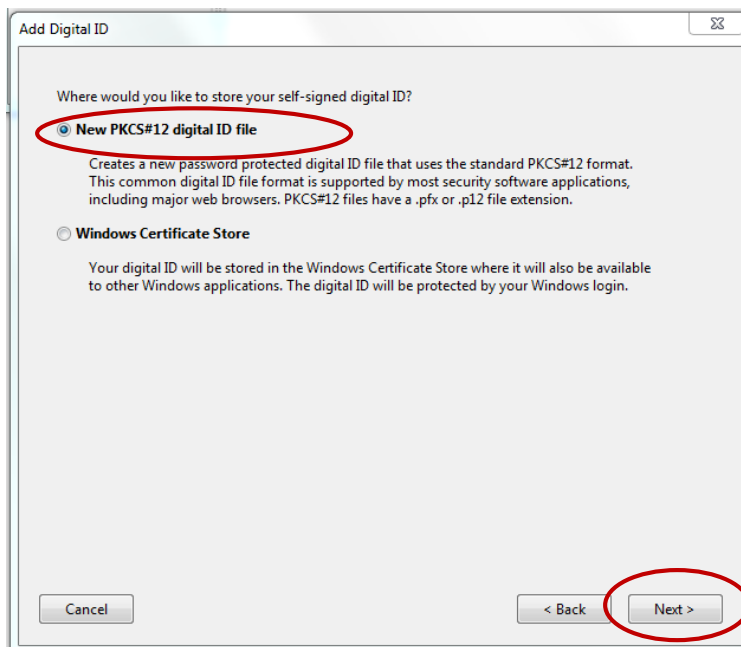 Add Digital ID
Where would you like to store your self-signed digital ID?
New PKCS#12 digital ID file
Creates a new password protected digital ID file that uses the standard PKCS#12 format.
This common digital ID file format is supported by most security software applications,
including major web browsers. PKCS#12 files have a .pfx or .p12 file extension.
Windows Certificate Store
Your digital ID will be stored in the Windows Certificate Store where it will also be available
to other Windows applications. The digital ID will be protected by your Windows login.
Cancel
< Back
Next >